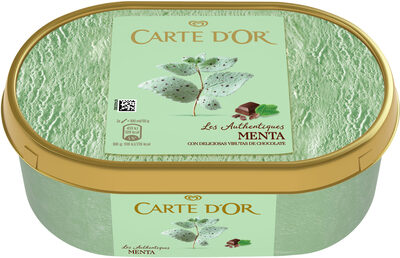 CARTE D'OR
Les Authentiques
MENTA
CON DELICIOSAS VIRUTAS DE CHOCOLATE
CARTE D'OR
Les Authentiques
MENTA